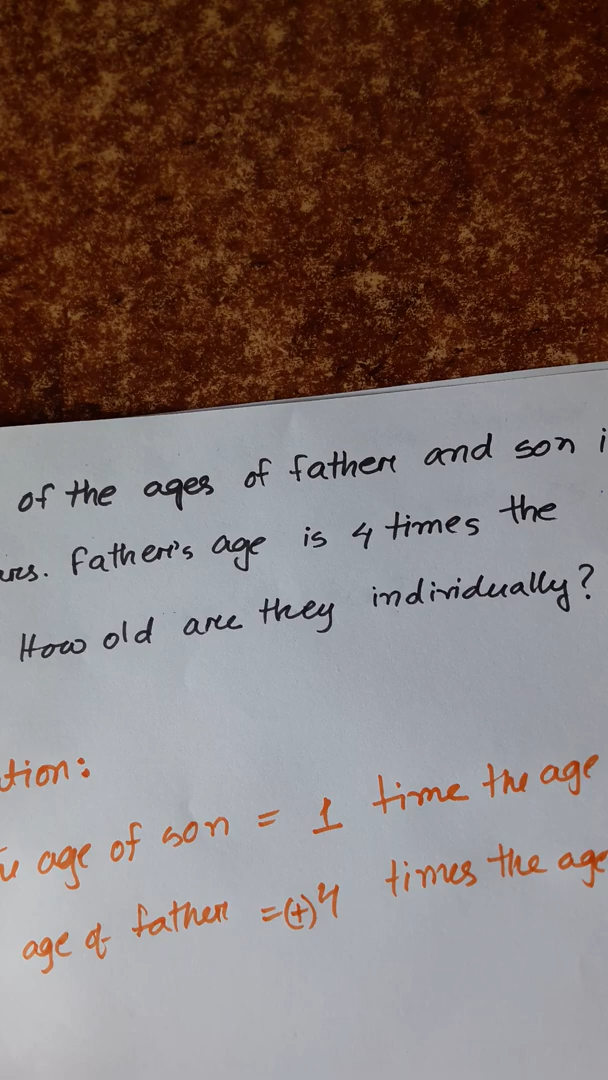 of the ages of father and son i
ars. father's age is 4 times the
How old are they individually?
tion:
age of son = 1 time the age
age of father =(+)4 times the age